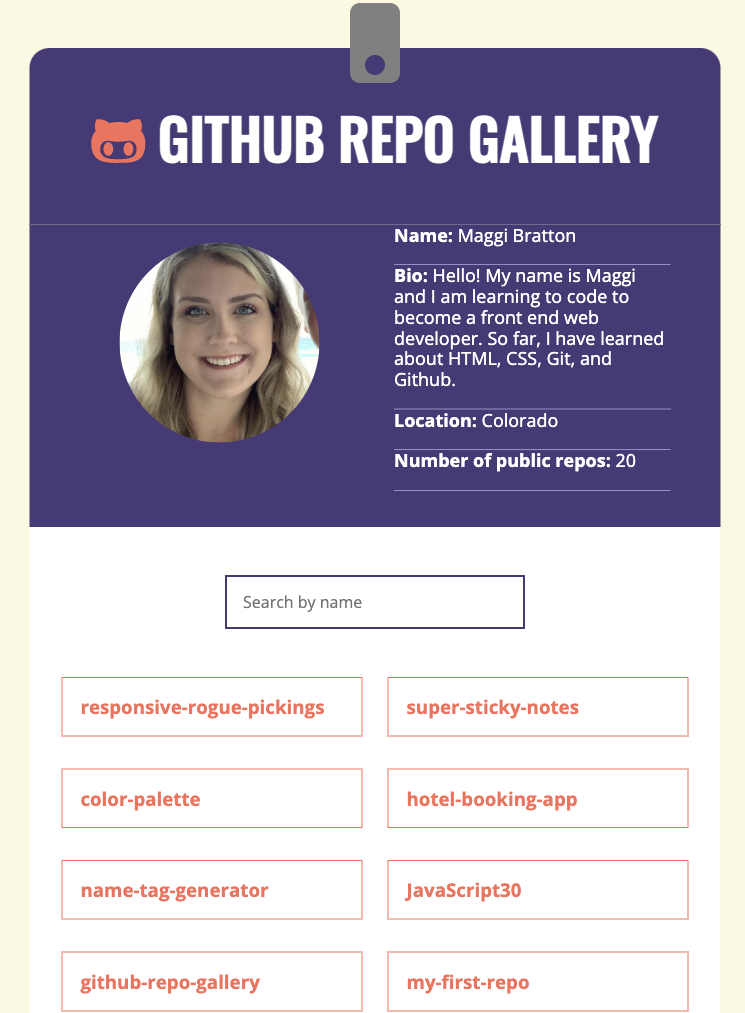 GITHUB REPO GALLERY
Name: Maggi Bratton
Bio: Hello! My name is Maggi
and I am learning to code to
become a front end web
developer. So far, I have learned
about HTML, CSS, Git, and
Github.
Location: Colorado
Number of public repos: 20
Search by name
responsive-rogue-pickings
super-sticky-notes
color-palette
hotel-booking-app
name-tag-generator
JavaScript30
github-repo-gallery
my-first-repo